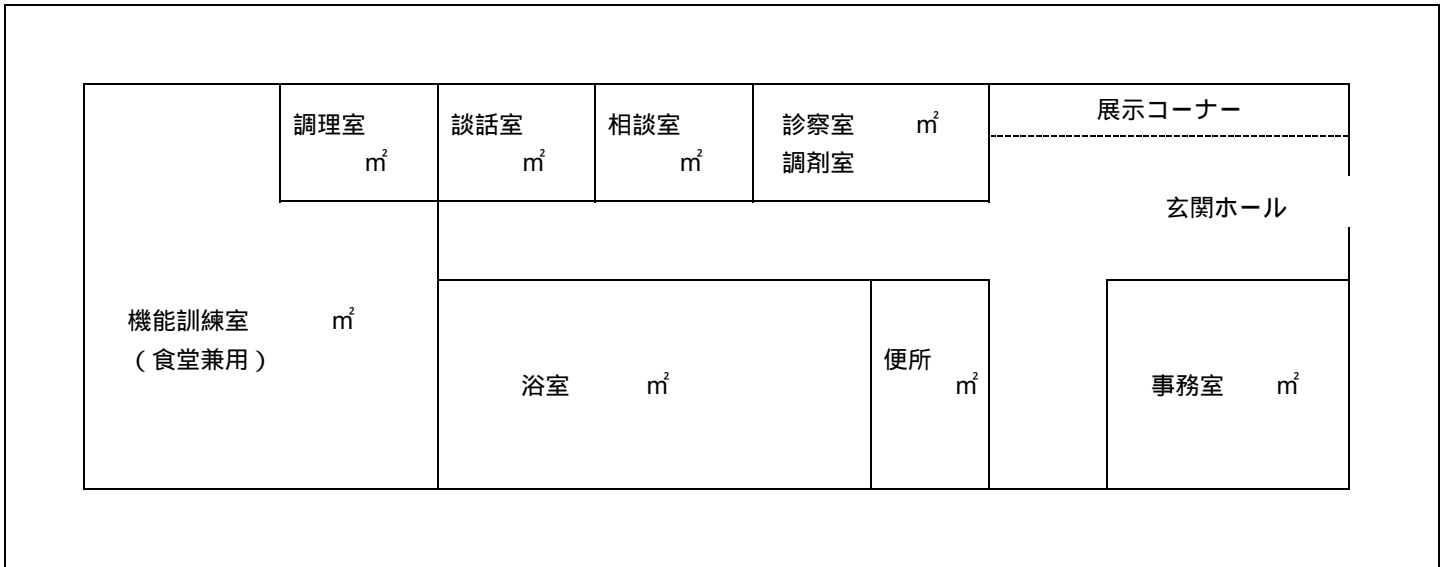 展示コーナー
調理室
㎡
談話室
㎡
相談室
㎡
診察室 ㎡
調剤室
玄関ホール
機能訓練室 ㎡
(食堂兼用)
浴室 ㎡
便所
㎡
事務室 ㎡